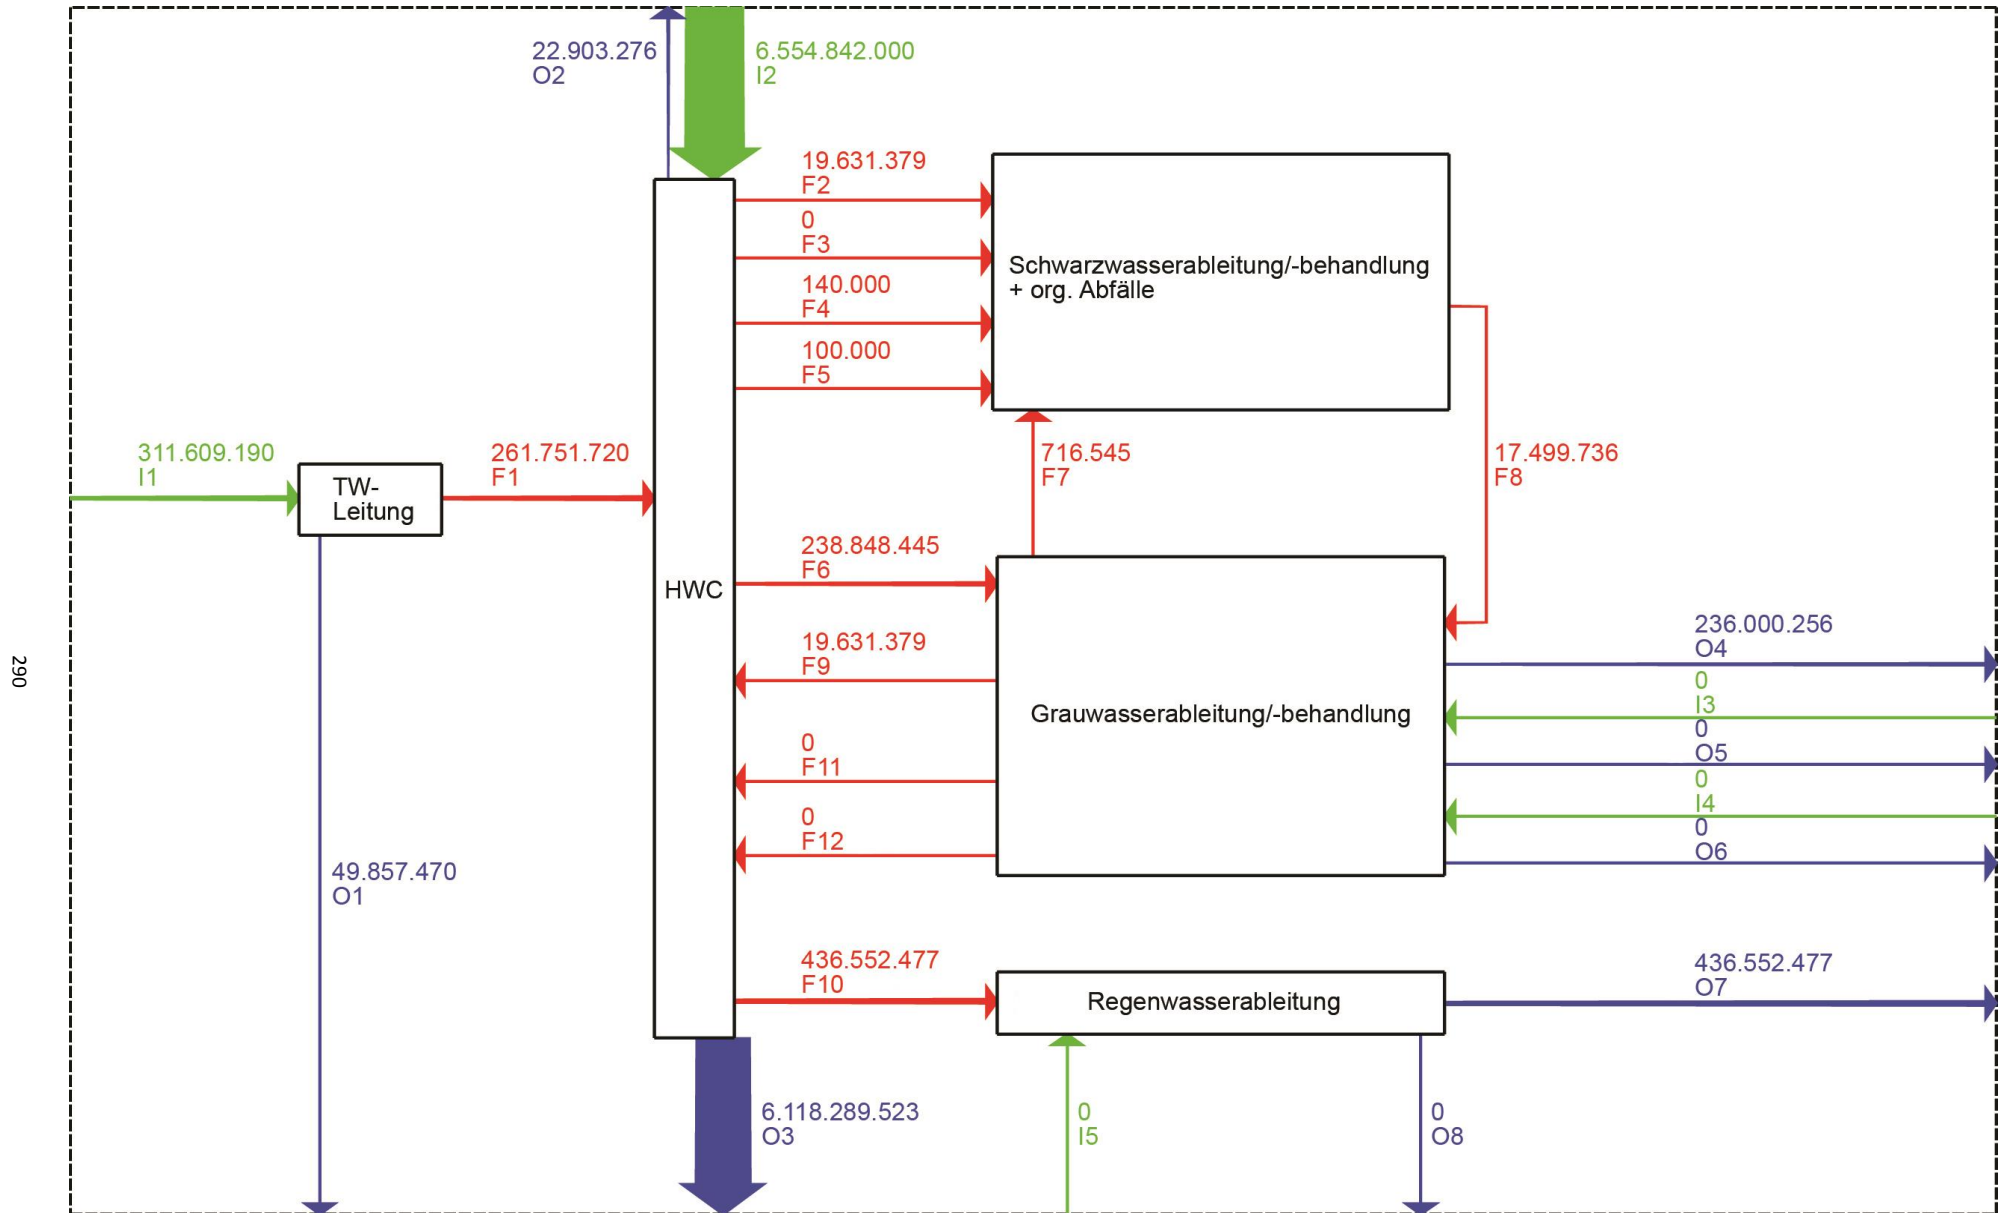 22.903.276
O2
6.554.842.000
I2
19.631.379
F2
0
F3
140.000
F4
100.000
F5
Schwarzwasserableitung/-behandlung
+ org. Abfälle
311.609.190
I1
TW-
Leitung
261.751.720
F1
716.545
F7
17.499.736
F8
238.848.445
F6
HWC
19.631.379
F9
0
F11
0
F12
Grauwasserableitung/-behandlung
236.000.256
O4
0
I3
0
O5
0
I4
0
O6
290
49.857.470
O1
436.552.477
F10
Regenwasserableitung
436.552.477
O7
6.118.289.523
O3
0
I5
0
O8